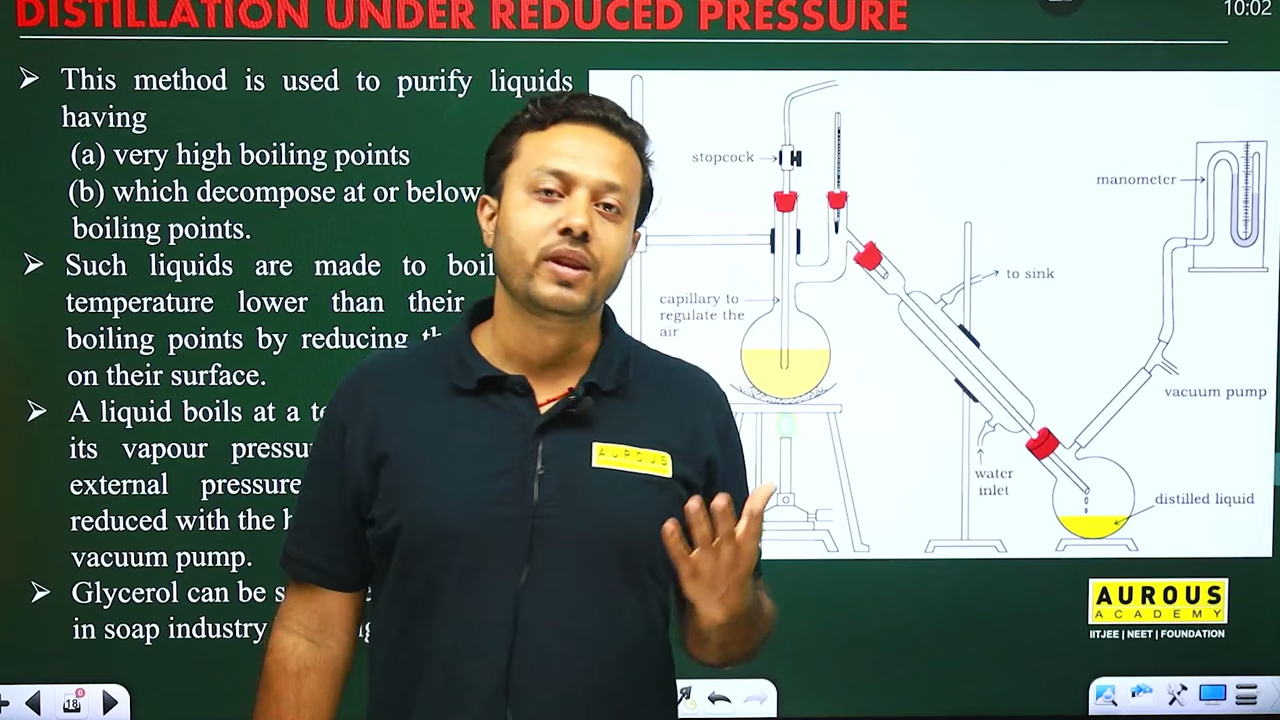 DISTILLATION UNDER REDUCED PRESSURE
10:02
➤ This method is used to purify liquids
having
(a) very high boiling points
(b) which decompose at or below
boiling points.
➤ Such liquids are made to boil
temperature lower than their
boiling points by reducing
on their surface.
➤ A liquid boils at a
its vapour
external pressure
reduced with the
vacuum pump.
➤ Glycerol can be
in soap industry
stopcock
capillary to
regulate the
air
to sink
water
inlet
manometer
vacuum pump
distilled liquid
AUROUS
AUROUS
ACADEMY
IITJEE | NEET | FOUNDATION
18
0